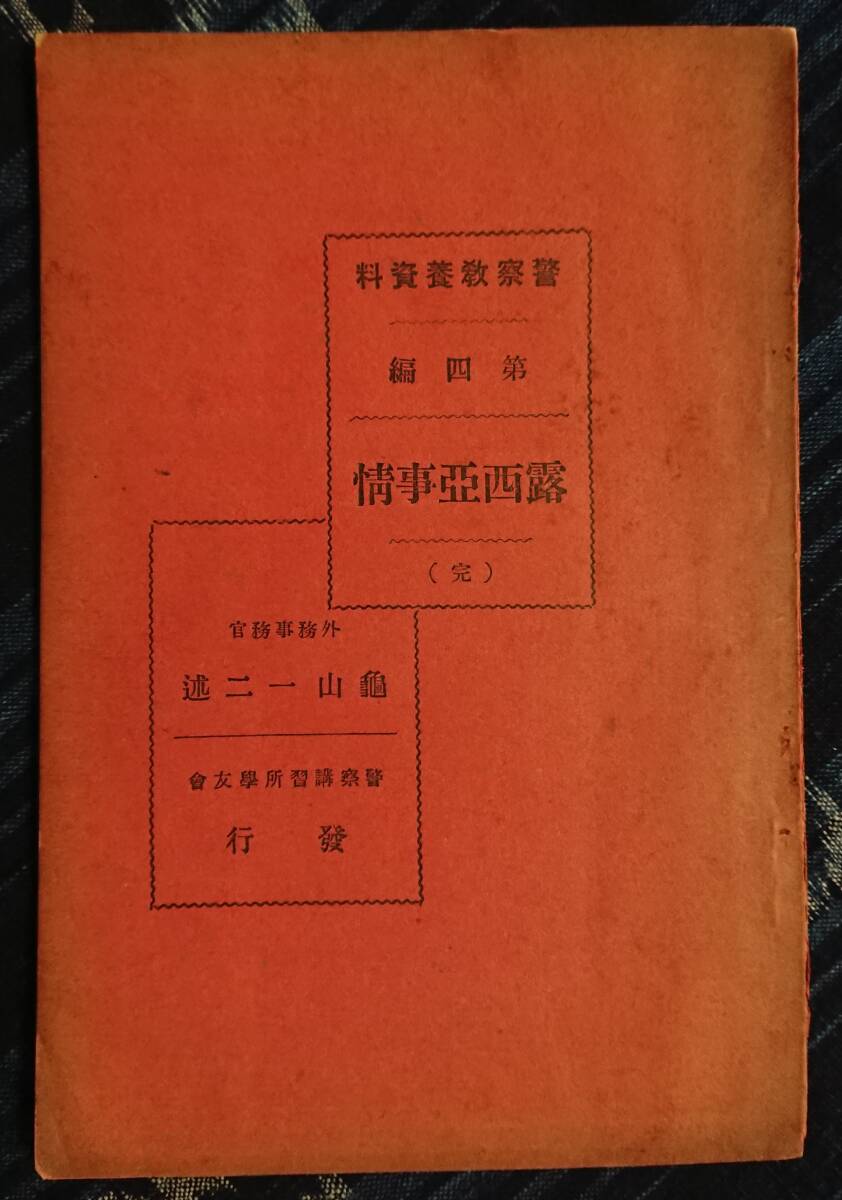 警察敎養資料
第四編
露西亞事情
（完）
外務事務官
龜山一二述
警察講習所學友會
發行